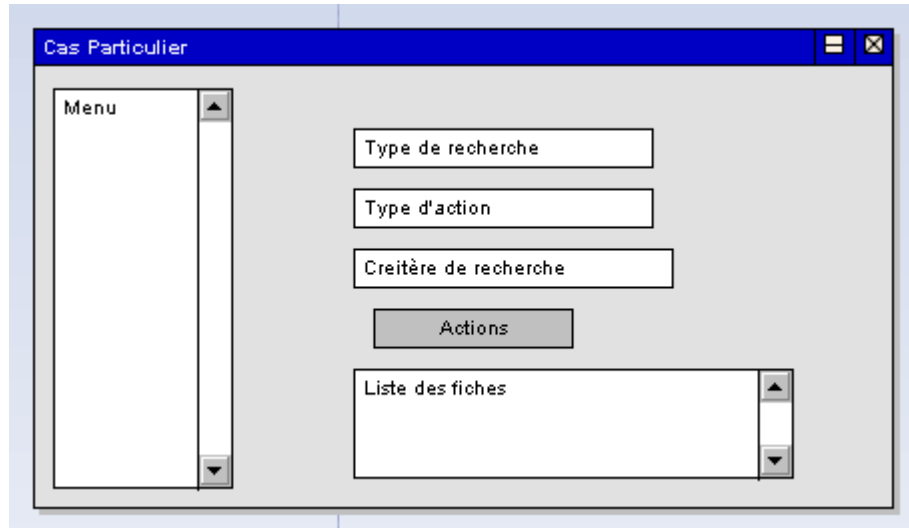 Cas Particulier
Menu
Type de recherche
Type d'action
Creitère de recherche
Actions
Liste des fiches